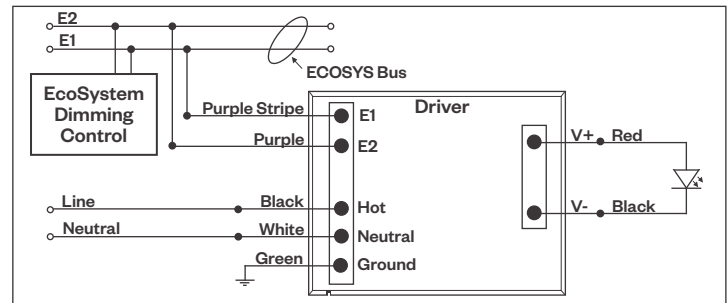 E2
E1
ECOSYS Bus
EcoSystem
Dimming
Control
Driver
Purple Stripe
E1
Purple
E2
V+
Red
Line
Black
Hot
V-
Black
Neutral
White
Neutral
Green
Ground